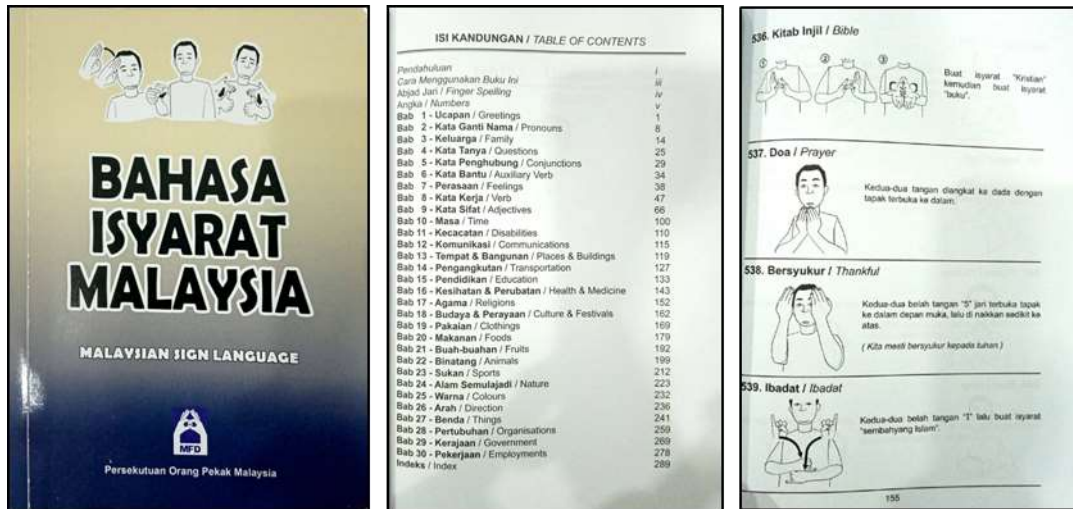 BAHASA
ISYARAT
MALAYSIA
MALAYSIAN SIGN LANGUAGE
MFD
Persekutuan Orang Pekak Malaysia
ISI KANDUNGAN / TABLE OF CONTENTS
Pendahuluan i
Cara Menggunakan Buku Ini iii
Abjad Jari / Finger Spelling iv
Angka / Numbers v
Bab 1 - Ucapan / Greetings 1
Bab 2 - Kata Ganti Nama / Pronouns 8
Bab 3 - Keluarga / Family 14
Bab 4 - Kata Tanya / Questions 25
Bab 5 - Kata Penghubung / Conjunctions 29
Bab 6 - Kata Bantu / Auxiliary Verb 34
Bab 7 - Perasaan / Feelings 38
Bab 8 - Kata Kerja / Verb 47
Bab 9 - Kata Sifat / Adjectives 66
Bab 10 - Masa / Time 100
Bab 11 - Kecacatan / Disabilities 110
Bab 12 - Komunikasi / Communications 115
Bab 13 - Tempat & Bangunan / Places & Buildings 119
Bab 14 - Pengangkutan / Transportation 127
Bab 15 - Pendidikan / Education 133
Bab 16 - Kesihatan & Perubatan / Health & Medicine 143
Bab 17 - Agama / Religions 152
Bab 18 - Budaya & Perayaan / Culture & Festivals 162
Bab 19 - Pakaian / Clothings 169
Bab 20 - Makanan / Foods 179
Bab 21 - Buah-buahan / Fruits 192
Bab 22 - Binatang / Animals 199
Bab 23 - Sukan / Sports 212
Bab 24 - Alam Semulajadi / Nature 223
Bab 25 - Warna / Colours 232
Bab 26 - Arah / Direction 236
Bab 27 - Benda / Things 241
Bab 28 - Pertubuhan / Organisations 259
Bab 29 - Kerajaan / Government 269
Bab 30 - Pekerjaan / Employments 278
Indeks / Index 289
536. Kitab Injil / Bible
1 2 3
Buat isyarat "Kristian"
kemudian buat isyarat
"buku".
537. Doa / Prayer
Kedua-dua tangan diangkat ke dada dengan
tapak terbuka ke dalam.
538. Bersyukur / Thankful
Kedua-dua belah tangan "5" jari terbuka tapak
ke dalam depan muka, lalu di naikkan sedikit ke
atas.
( Kita mesti bersyukur kepada tuhan )
539. Ibadat / Ibadat
Kedua-dua belah tangan "I" lalu buat isyarat
"sembahyang Islam".
155